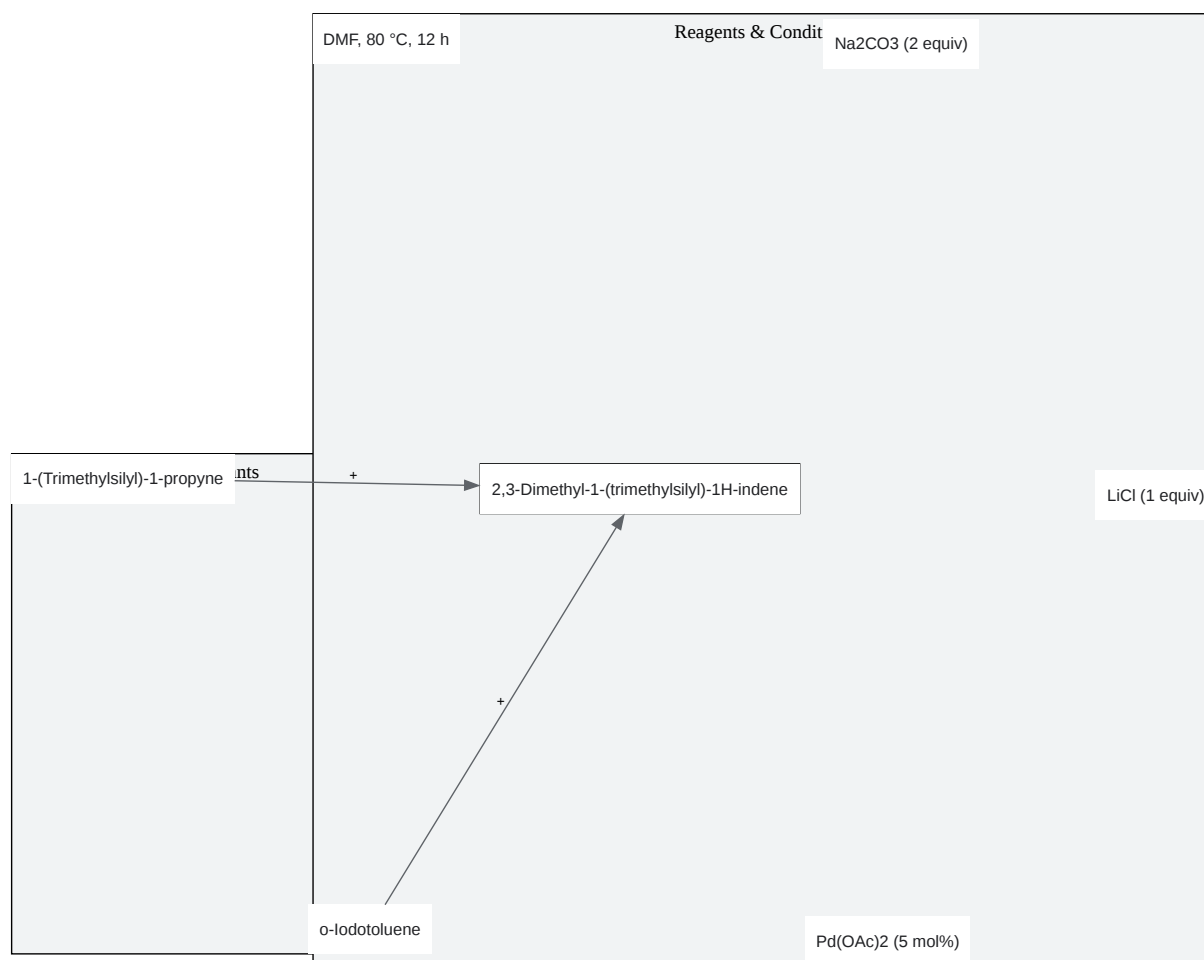 DMF, 80 °C, 12 h
Reagents & Condit
Na2CO3 (2 equiv)
1-(Trimethylsilyl)-1-propyne
nts
+
2,3-Dimethyl-1-(trimethylsilyl)-1H-indene
LiCl (1 equiv)
+
o-Iodotoluene
Pd(OAc)2 (5 mol%)